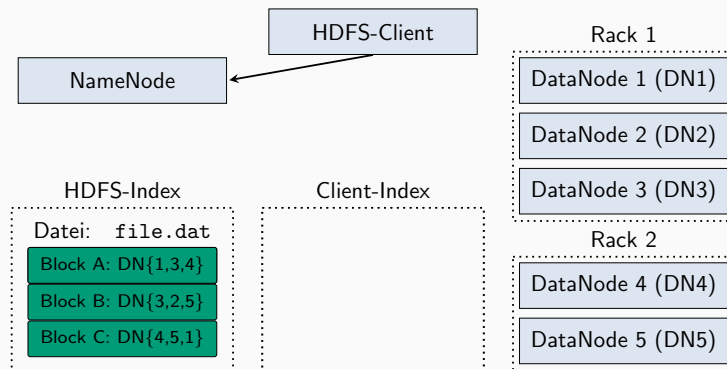 HDFS-Client
NameNode
Rack 1
DataNode 1 (DN1)
DataNode 2 (DN2)
DataNode 3 (DN3)
HDFS-Index
Datei: file.dat
Block A: DN{1,3,4}
Block B: DN{3,2,5}
Block C: DN{4,5,1}
Client-Index
Rack 2
DataNode 4 (DN4)
DataNode 5 (DN5)